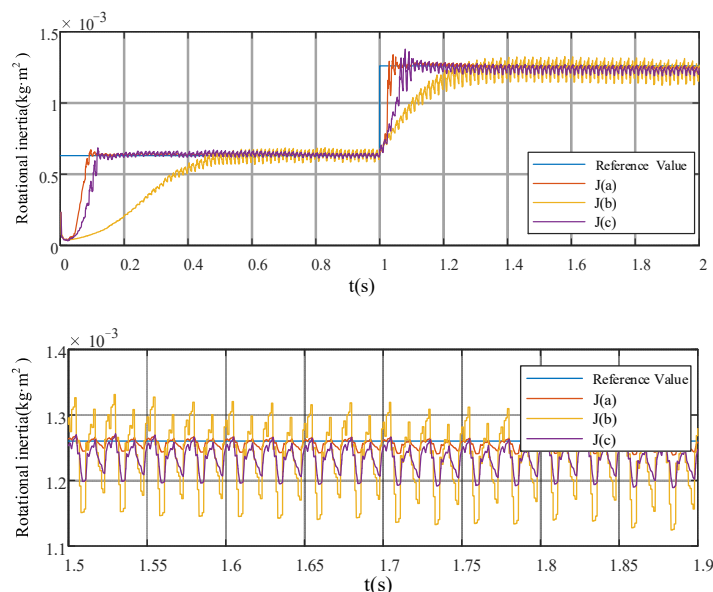 × 10⁻³
1.5
1
0.5
0
Rotational inertia(kg·m²)
Reference Value
J(a)
J(b)
J(c)
0 0.2 0.4 0.6 0.8 1 1.2 1.4 1.6 1.8 2
t(s)
× 10⁻³
1.4
1.3
1.2
1.1
Rotational inertia(kg·m²)
Reference Value
J(a)
J(b)
J(c)
1.5 1.55 1.6 1.65 1.7 1.75 1.8 1.85 1.9
t(s)